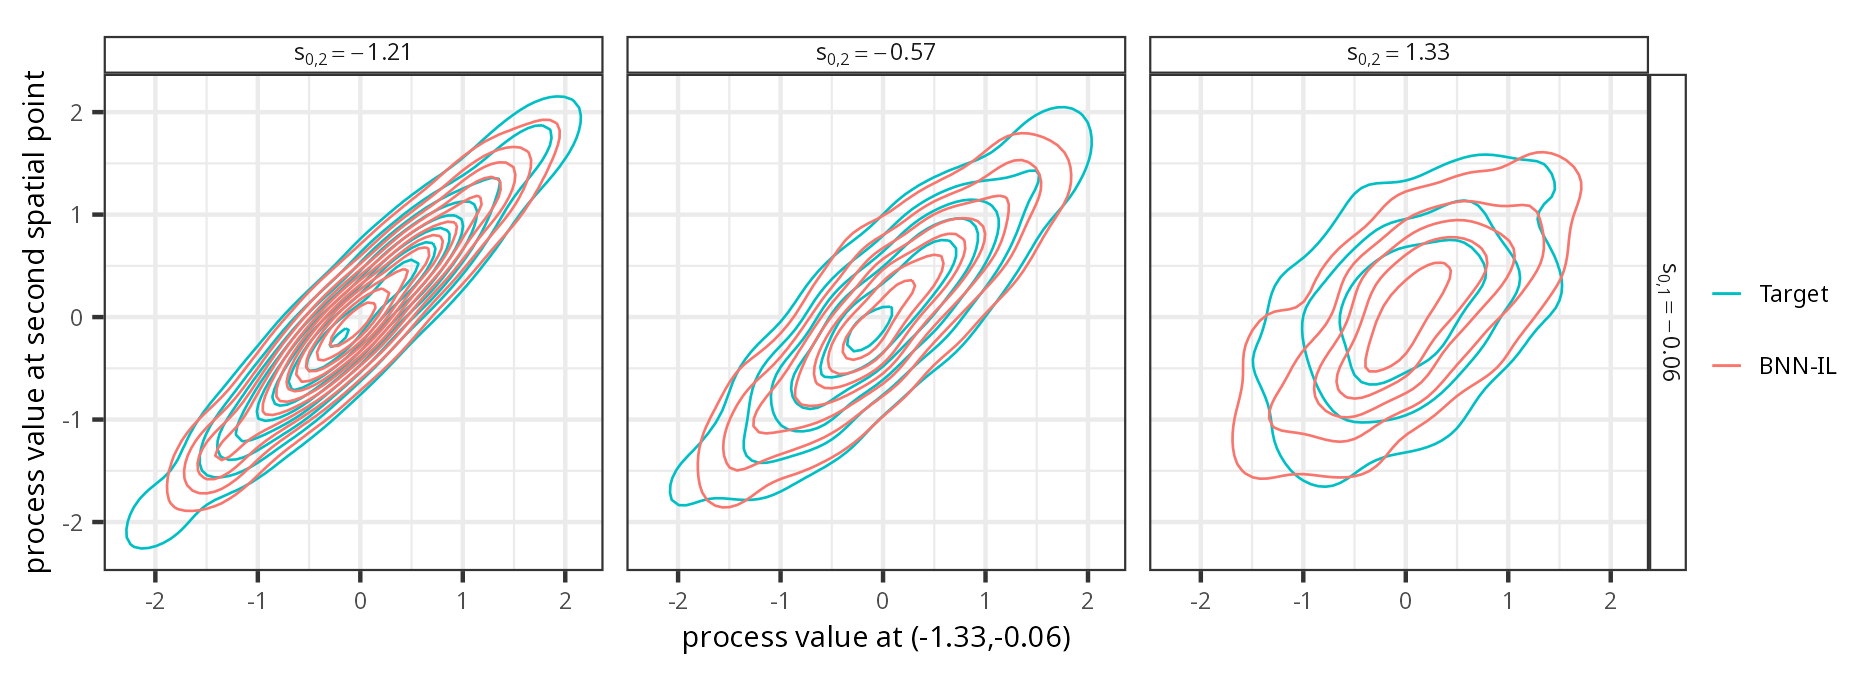 s0,2 = −1.21
s0,2 = −0.57
s0,2 = 1.33
process value at second spatial point
2
1
0
-1
-2
s0,1 = −0.06
Target
BNN-IL
-2 -1 0 1 2
-2 -1 0 1 2
-2 -1 0 1 2
process value at (-1.33,-0.06)